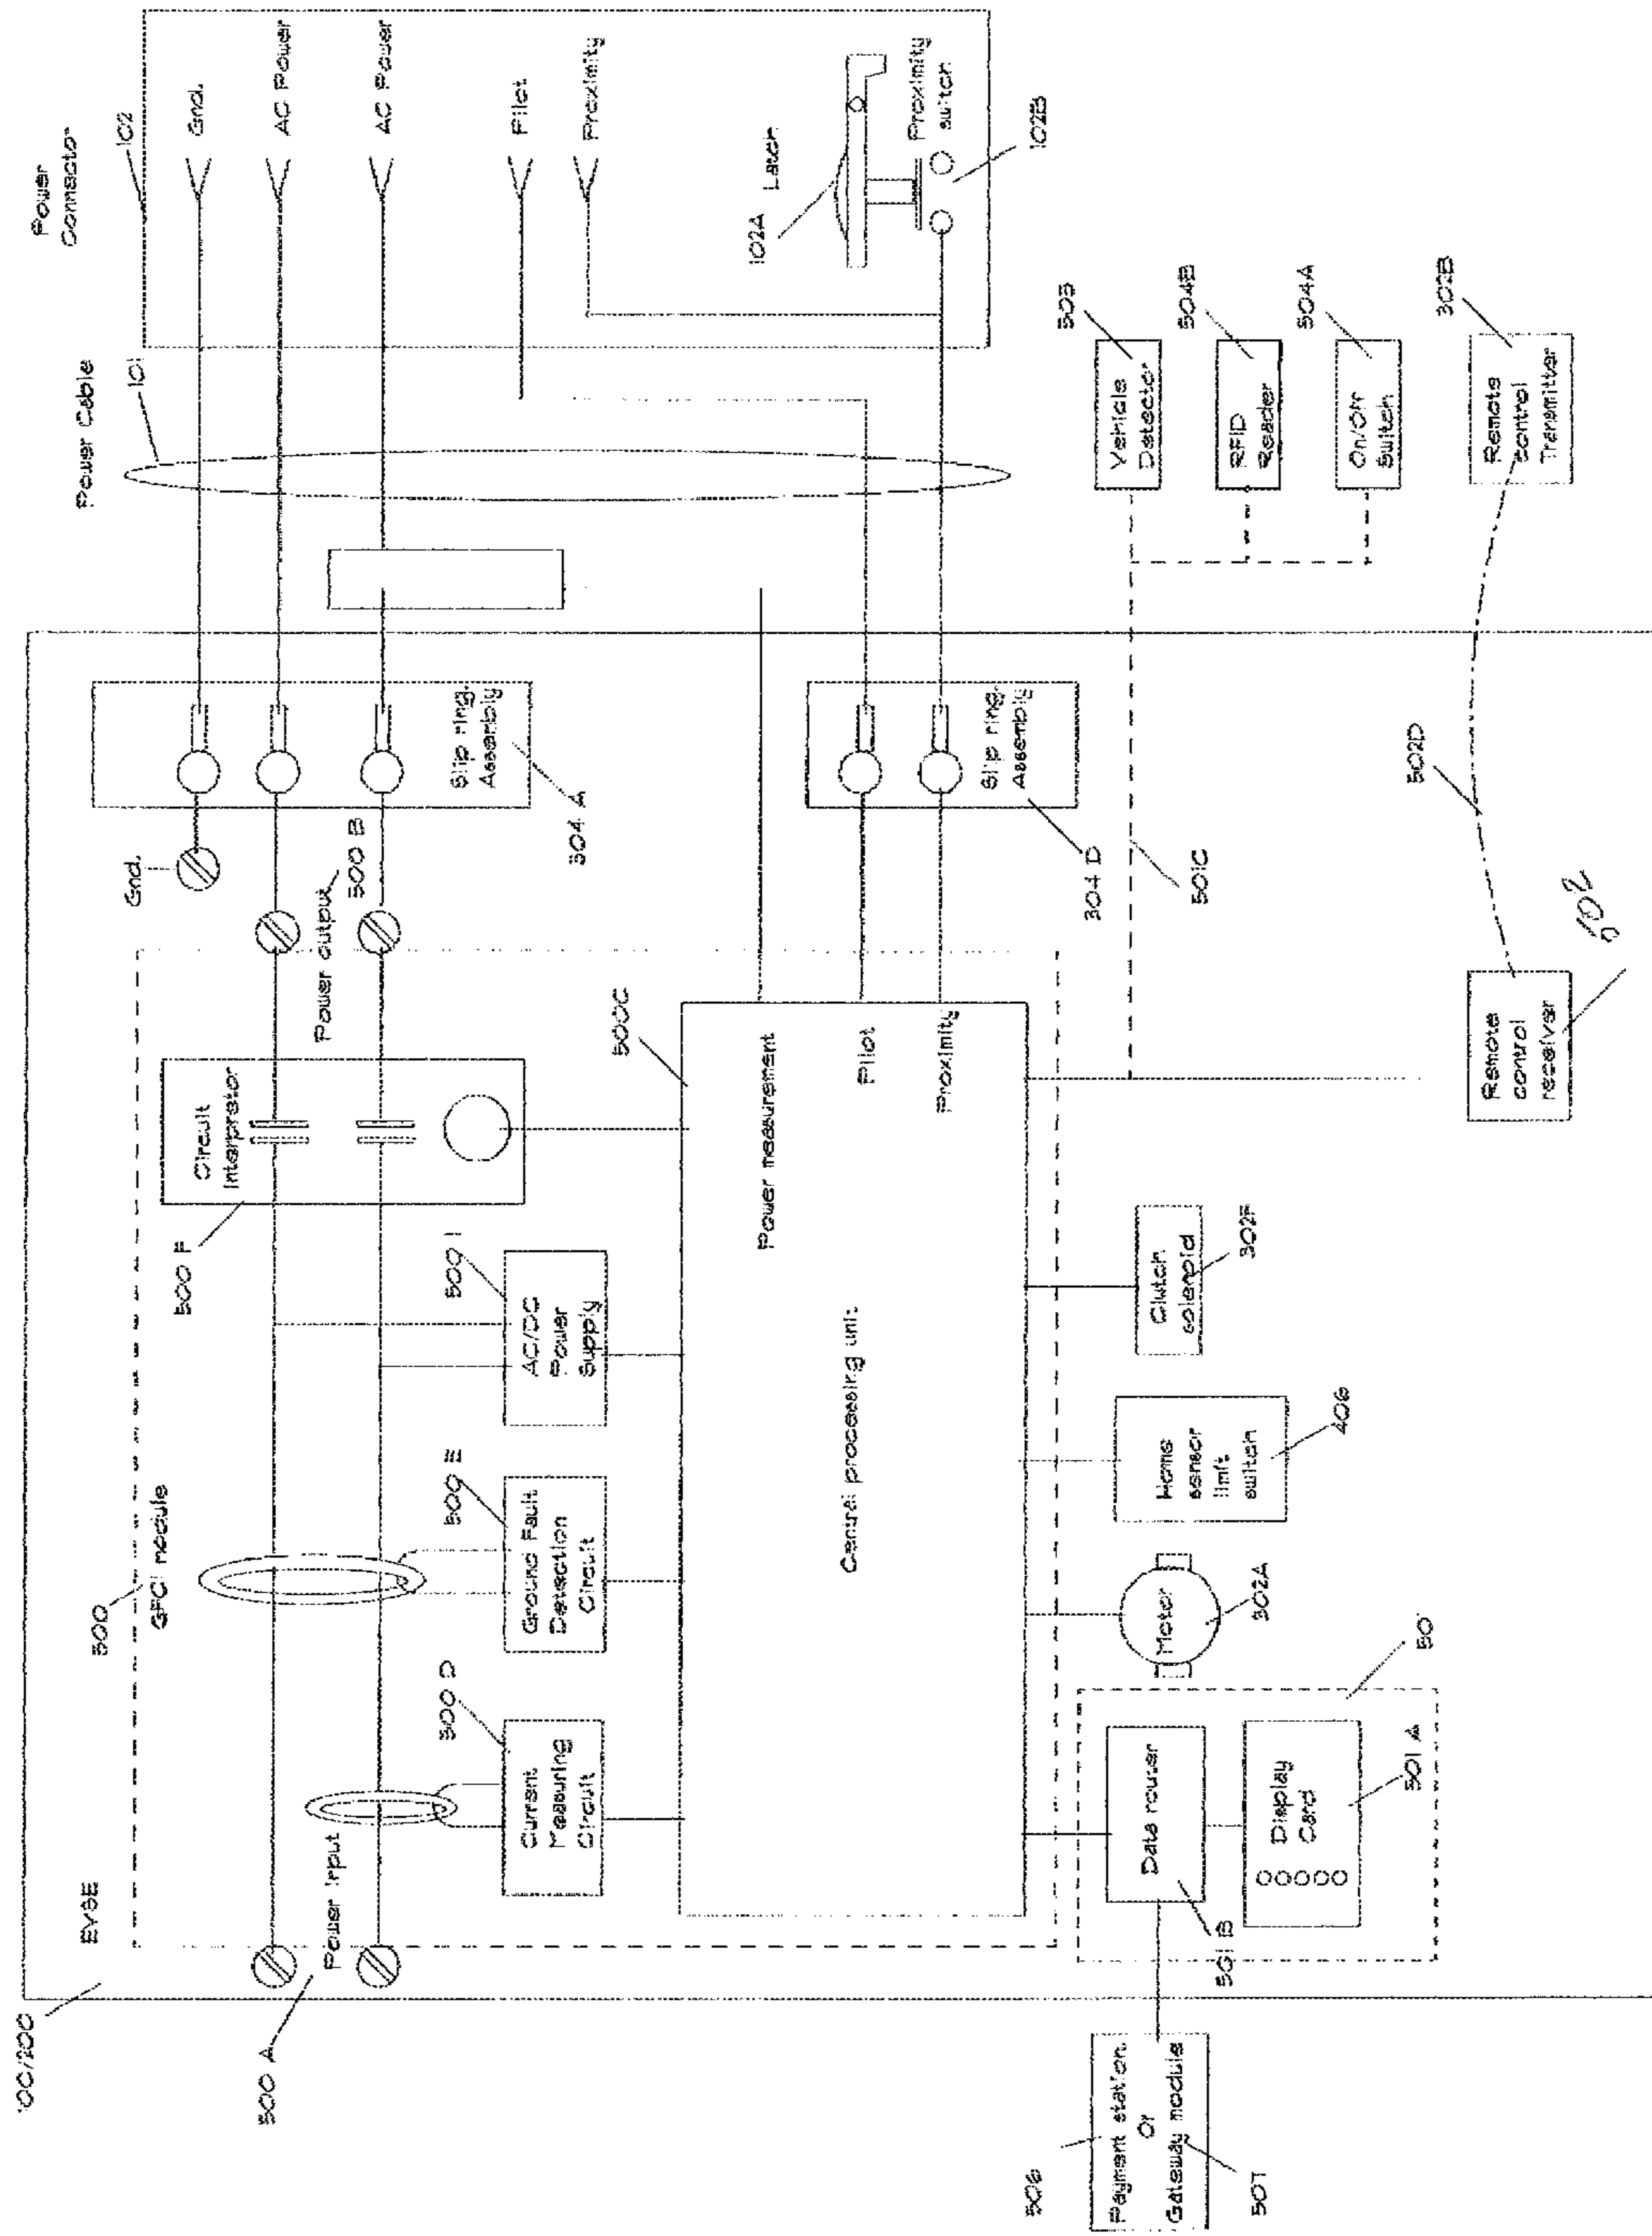 100/200
EVSE
500
GFCI module
500 A
Power Input
Current
Measuring
Circuit
500 D
Ground Fault
Detection
Circuit
500 E
AC/DC
Power
Supply
500 I
Circuit
Interpretor
500 F
Power output
500 B
Gnd.
Slip ring.
Assembly
304 A
Power Cable
101
Power
Connector
102
Gnd.
AC Power
AC Power
Pilot
Proximity
102A
Latch
Proximity
switch
102B
500C
Central processing unit
Power measurement
Pilot
Proximity
Slip ring.
Assembly
304 D
501C
Vehicle
Detector
RFID
Reader
504B
On/Off
Switch
504A
Remote
control
Transmitter
302B
502D
Remote
control
receiver
502
Clutch
solenoid
Home
sensor
limit
switch
406
Motor
302A
50
Data router
501 B
Display
Card
501 A
506
Payment station.
Or
Gateway module
507